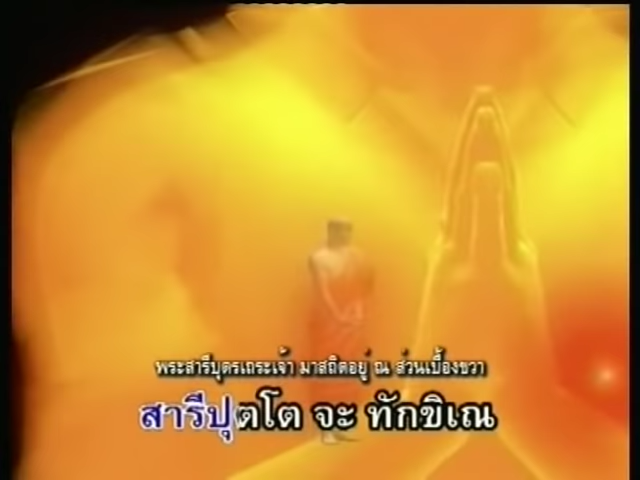 พระสารีบุตรเถระเจ้า มาสถิตอยู่ ณ ส่วนเบื้องขวา
สารีปุตโต จะ ทักขิเณ